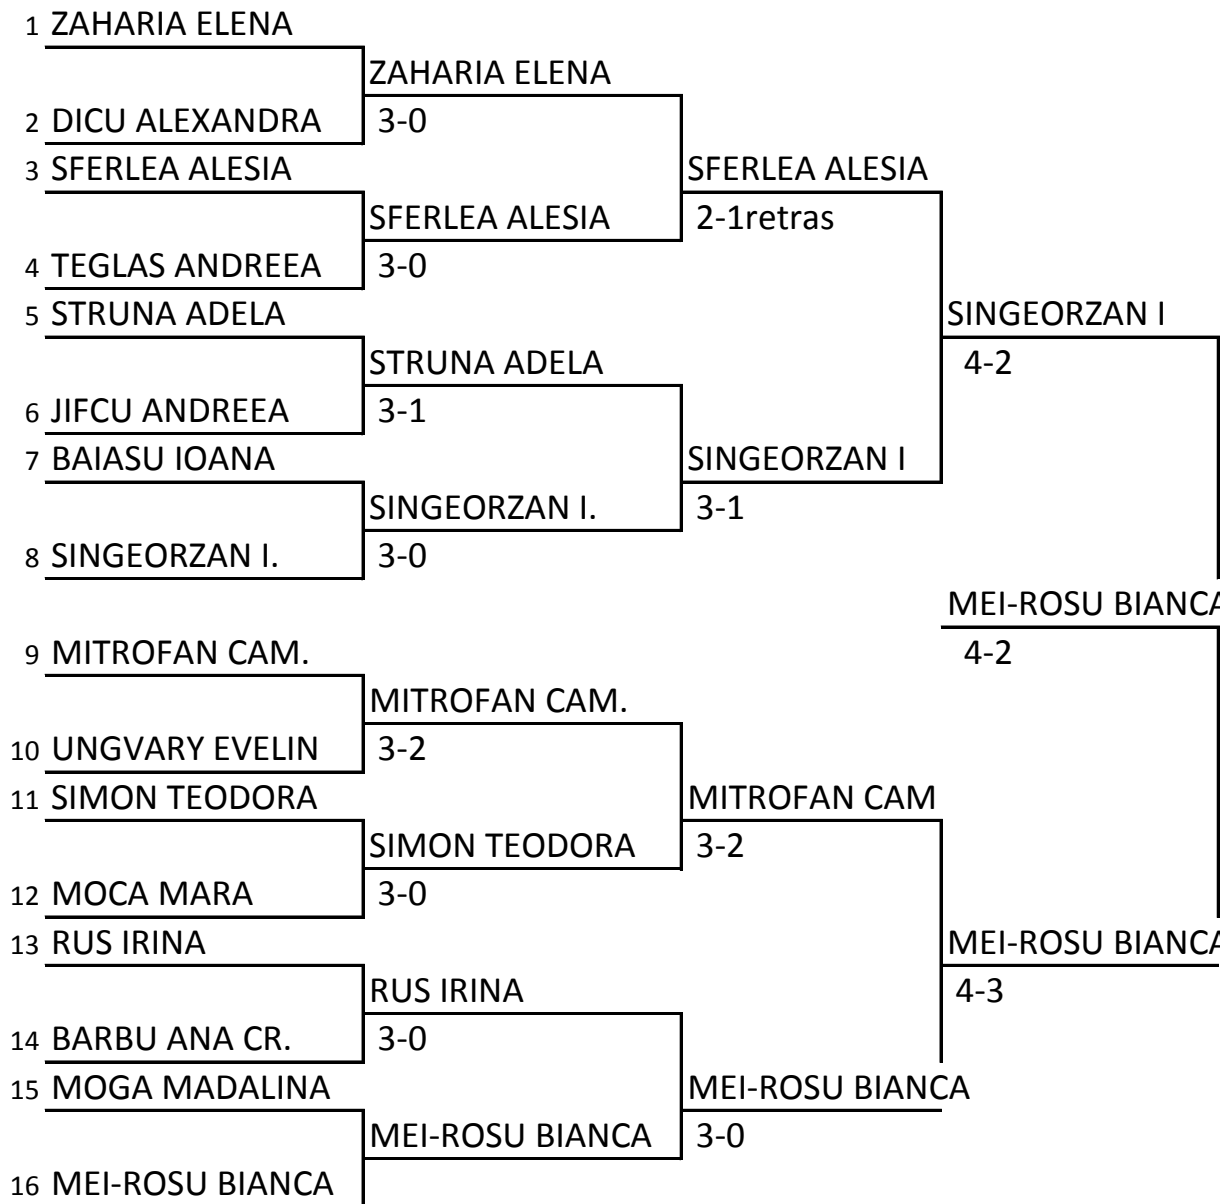 1 ZAHARIA ELENA
ZAHARIA ELENA
2 DICU ALEXANDRA 3-0
3 SFERLEA ALESIA SFERLEA ALESIA
SFERLEA ALESIA 2-1retras
4 TEGLAS ANDREEA 3-0
5 STRUNA ADELA SINGEORZAN I
STRUNA ADELA 4-2
6 JIFCU ANDREEA 3-1
7 BAIASU IOANA SINGEORZAN I
SINGEORZAN I. 3-1
8 SINGEORZAN I. 3-0
MEI-ROSU BIANCA
9 MITROFAN CAM. 4-2
MITROFAN CAM.
10 UNGVARY EVELIN 3-2
11 SIMON TEODORA MITROFAN CAM
SIMON TEODORA 3-2
12 MOCA MARA 3-0
13 RUS IRINA MEI-ROSU BIANCA
RUS IRINA 4-3
14 BARBU ANA CR. 3-0
15 MOGA MADALINA MEI-ROSU BIANCA
MEI-ROSU BIANCA 3-0
16 MEI-ROSU BIANCA